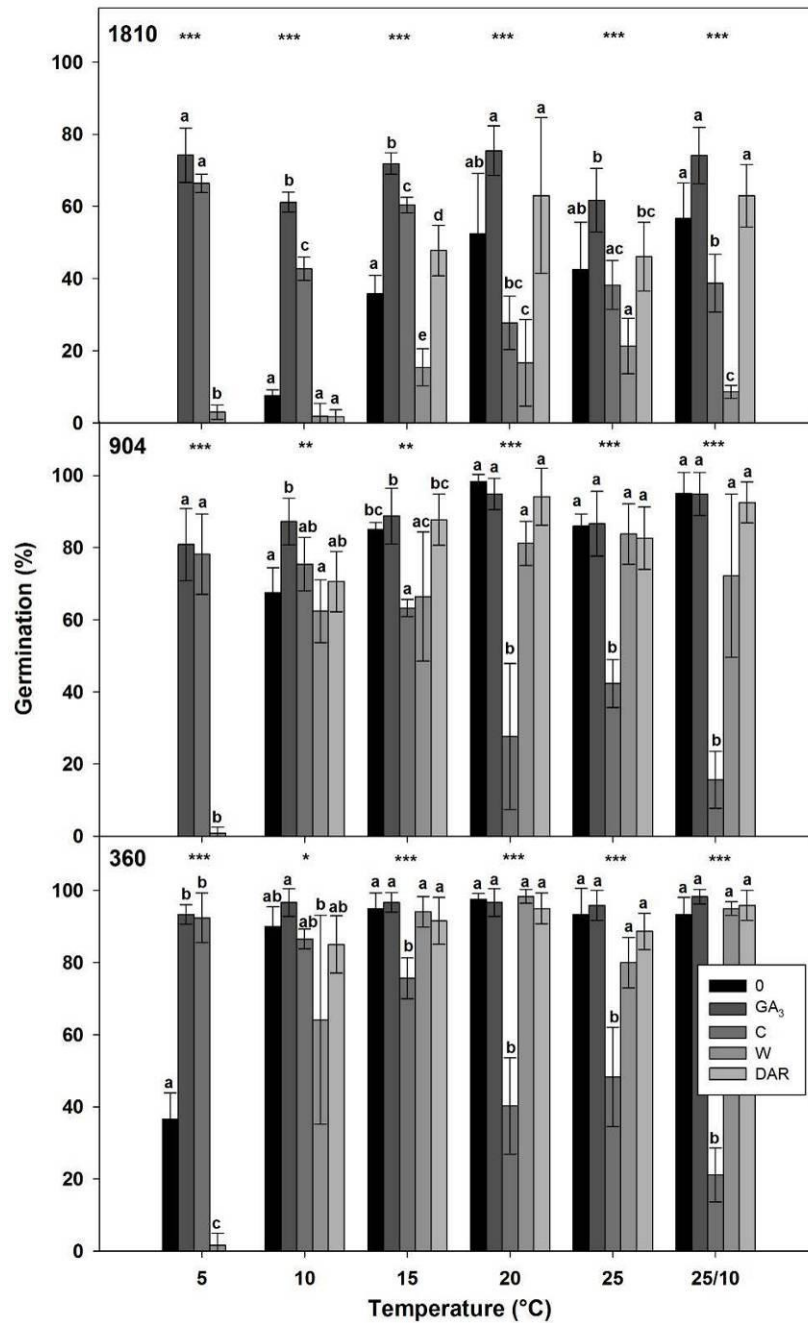 1810
*** *** *** *** *** ***
100
80
60
40
20
0
a a b
a b c a a
a b c d e
ab a bc c a
ab b ac a bc
a a b c a
904
*** ** ** *** *** ***
100
80
60
40
20
0
a a b
a b ab a ab
bc b a ac bc
a a b a a
a a b a a
a a b a a
360
*** * *** *** *** ***
100
80
60
40
20
0
a b b c
ab a ab b ab
a a b a a
a a b a a
a a b a a
a a b a a
0
GA₃
C
W
DAR
5 10 15 20 25 25/10
Temperature (°C)
Germination (%)